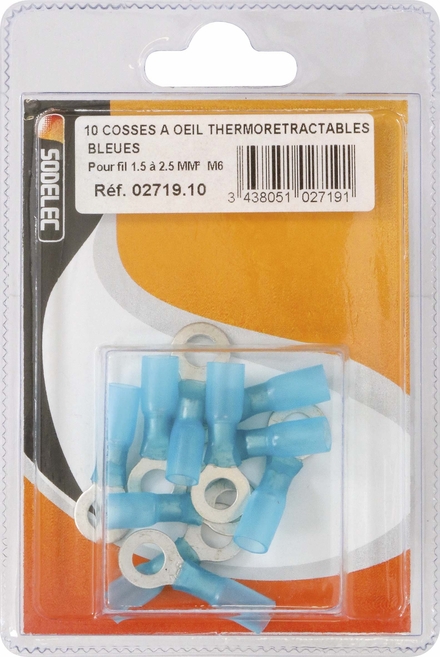 SODELEC
10 COSSES A OEIL THERMORETRACTABLES
BLEUES
Pour fil 1.5 à 2.5 MM² M6
Réf. 02719.10
3 438051 027191